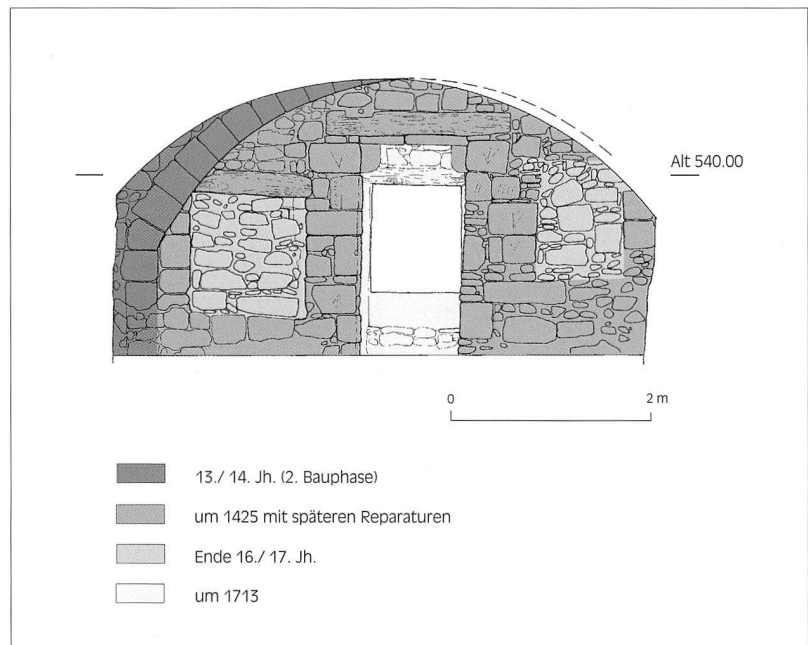 Alt 540.00
0 2 m
13./ 14. Jh. (2. Bauphase)
um 1425 mit späteren Reparaturen
Ende 16./ 17. Jh.
um 1713